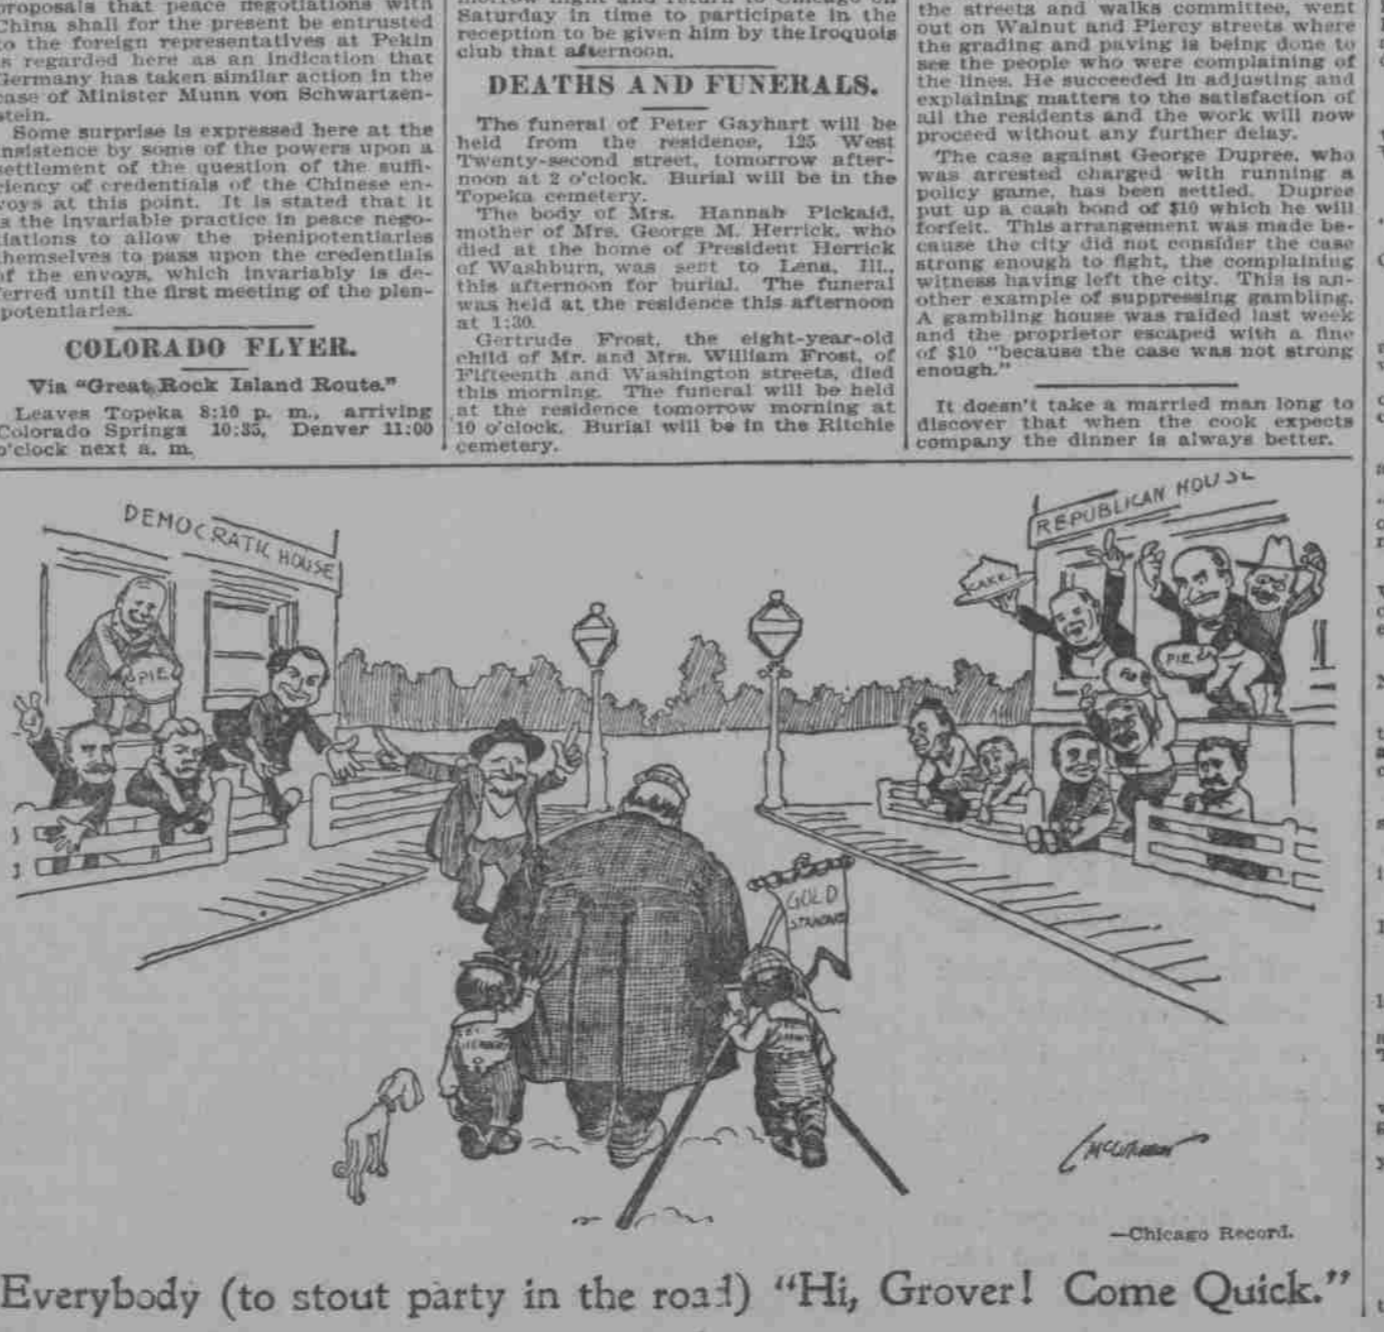 proposals that peace negotiations with
China shall for the present be entrusted
to the foreign representatives at Pekin
is regarded here as an indication that
Germany has taken similar action in the
case of Minister Mumn von Schwartzen-
stein.
Some surprise is expressed here at the
insistence by some of the powers upon a
settlement of the question of the suffi-
ciency of credentials of the Chinese en-
voys at this point. It is stated that it
is the invariable practice in peace nego-
tiations to allow the plenipotentiaries
themselves to pass upon the credentials
of the envoys, which invariably is de-
ferred until the first meeting of the plen-
potentiaries.
COLORADO FLYER.
Via "Great Rock Island Route."
Leaves Topeka 8:10 p. m., arriving
Colorado Springs 10:35, Denver 11:00
o'clock next a. m.
Saturday in time to participate in the
reception to be given him by the Iroquois
club that afternoon.
DEATHS AND FUNERALS.
The funeral of Peter Gayhart will be
held from the residence, 125 West
Twenty-second street, tomorrow after-
noon at 2 o'clock. Burial will be in the
Topeka cemetery.
The body of Mrs. Hannah Pickaid,
mother of Mrs. George M. Herrick, who
died at the home of President Herrick
of Washburn, was sent to Lena, Ill.,
this afternoon for burial. The funeral
was held at the residence this afternoon
at 1:30.
Gertrude Frost, the eight-year-old
child of Mr. and Mrs. William Frost, of
Fifteenth and Washington streets, died
this morning. The funeral will be held
at the residence tomorrow morning at
10 o'clock. Burial will be in the Ritchie
cemetery.
the streets and walks committee, went
out on Walnut and Piercy streets where
the grading and paving is being done to
see the people who were complaining of
the lines. He succeeded in adjusting and
explaining matters to the satisfaction of
all the residents and the work will now
proceed without any further delay.
The case against George Dupree, who
was arrested charged with running a
policy game, has been settled. Dupree
put up a cash bond of $10 which he will
forfeit. This arrangement was made be-
cause the city did not consider the case
strong enough to fight, the complaining
witness having left the city. This is an-
other example of suppressing gambling.
A gambling house was raided last week
and the proprietor escaped with a fine
of $10 "because the case was not strong
enough."
It doesn't take a married man long to
discover that when the cook expects
company the dinner is always better.
DEMOCRATIC HOUSE
REPUBLICAN HOUSE
CAKE
PIE
PIE
PIE
GOLD
STANDARD
—Chicago Record.
Everybody (to stout party in the road) "Hi, Grover! Come Quick."